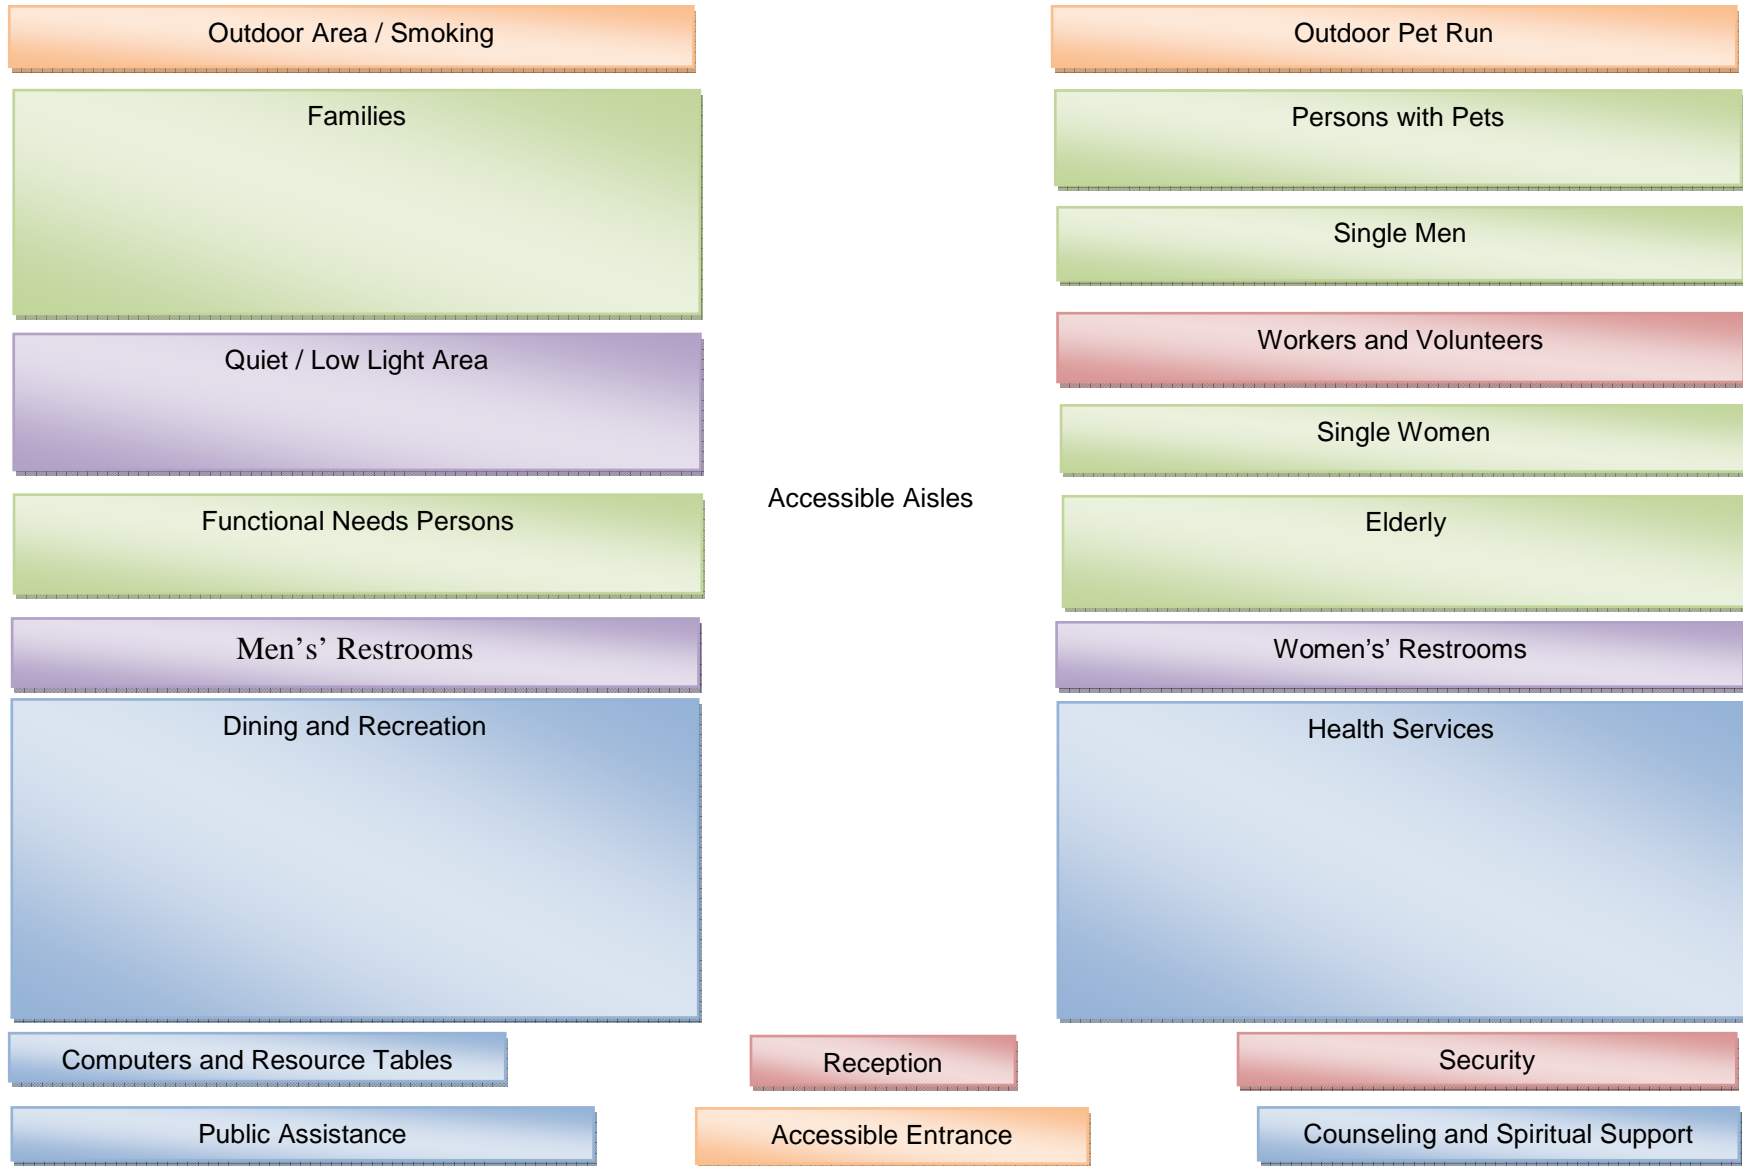 Outdoor Area / Smoking
Outdoor Pet Run
Families
Persons with Pets
Single Men
Workers and Volunteers
Quiet / Low Light Area
Single Women
Accessible Aisles
Functional Needs Persons
Elderly
Men's' Restrooms
Women's' Restrooms
Dining and Recreation
Health Services
Computers and Resource Tables
Reception
Security
Public Assistance
Accessible Entrance
Counseling and Spiritual Support